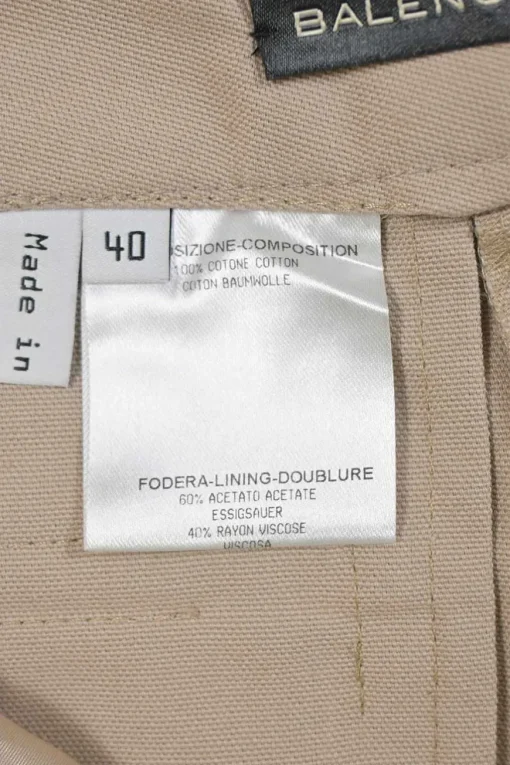 BALENC
Made in
40
SIZIONE-COMPOSITION
100% COTONE COTTON
COTON BAUMWOLLE
FODERA-LINING-DOUBLURE
60% ACETATO ACETATE
ESSIGSAUER
40% RAYON VISCOSE
VISCOSA